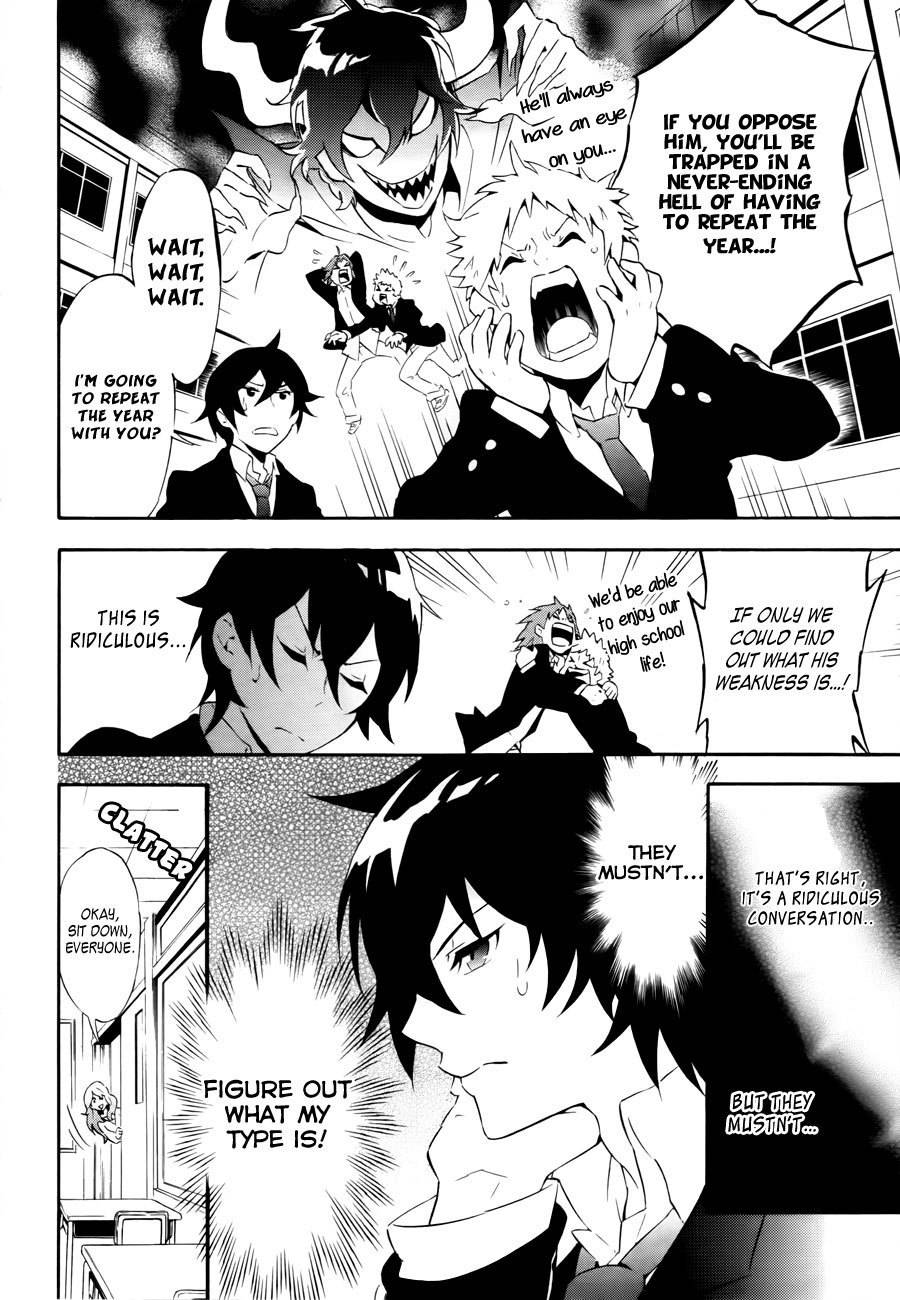 IF YOU OPPOSE
HIM, YOU'LL BE
TRAPPED IN A
NEVER-ENDING
HELL OF HAVING
TO REPEAT THE
YEAR...!
He'll always
have an eye
on you...
WAIT,
WAIT,
WAIT.
I'M GOING
TO REPEAT
THE YEAR
WITH YOU?
IF ONLY WE
COULD FIND
OUT WHAT HIS
WEAKNESS IS...!
We'd be able
to enjoy our
high school
life!
THIS IS
RIDICULOUS...
THAT'S RIGHT,
IT'S A RIDICULOUS
CONVERSATION..
BUT THEY
MUSTN'T...
THEY
MUSTN'T...
FIGURE OUT
WHAT MY
TYPE IS!
CLATTER
OKAY,
SIT DOWN,
EVERYONE.